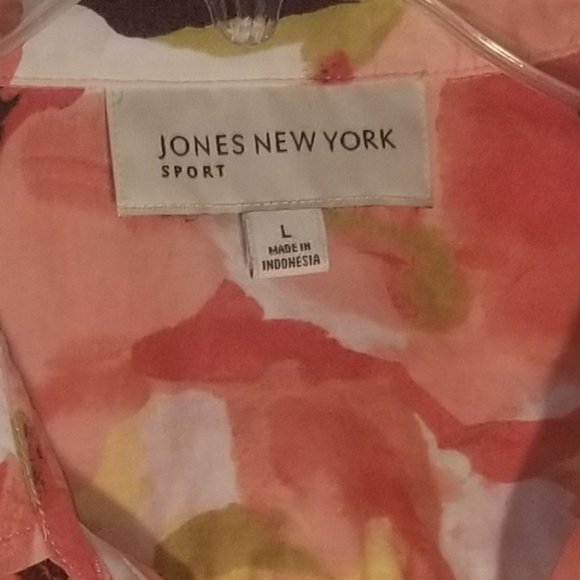 JONES NEW YORK
SPORT
L
MADE IN
INDONESIA